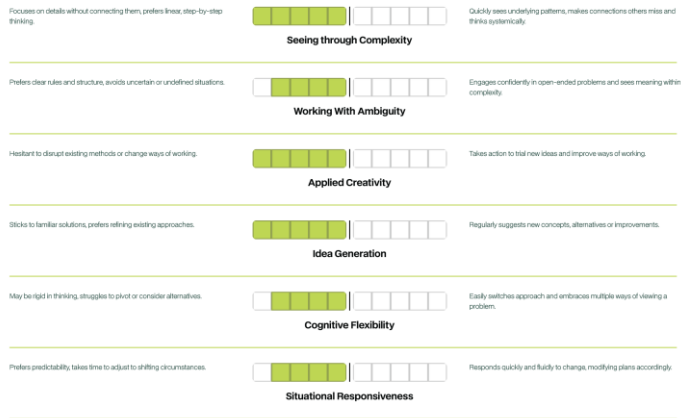 Focuses on details without connecting them, prefers linear, step-by-step
thinking.
Quickly sees underlying patterns, makes connections others miss and
thinks systemically.
Seeing through Complexity
Prefers clear rules and structure, avoids uncertain or undefined situations.
Engages confidently in open-ended problems and sees meaning within
complexity.
Working With Ambiguity
Hesitant to disrupt existing methods or change ways of working.
Takes action to trial new ideas and improve ways of working.
Applied Creativity
Sticks to familiar solutions, prefers refining existing approaches.
Regularly suggests new concepts, alternatives or improvements.
Idea Generation
May be rigid in thinking, struggles to pivot or consider alternatives.
Easily switches approach and embraces multiple ways of viewing a
problem.
Cognitive Flexibility
Prefers predictability, takes time to adjust to shifting circumstances.
Responds quickly and fluidly to change, modifying plans accordingly.
Situational Responsiveness